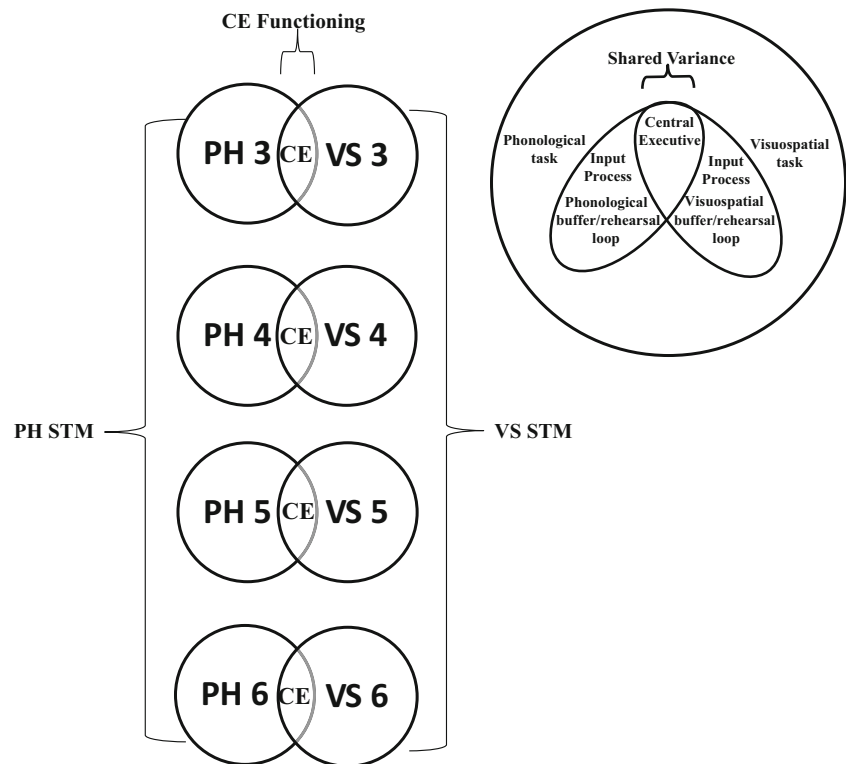 CE Functioning
PH 3 CE VS 3
PH 4 CE VS 4
PH STM
VS STM
PH 5 CE VS 5
PH 6 CE VS 6
Shared Variance
Central
Executive
Phonological
task
Input
Process
Phonological
buffer/rehearsal
loop
Visuospatial
task
Input
Process
Visuospatial
buffer/rehearsal
loop